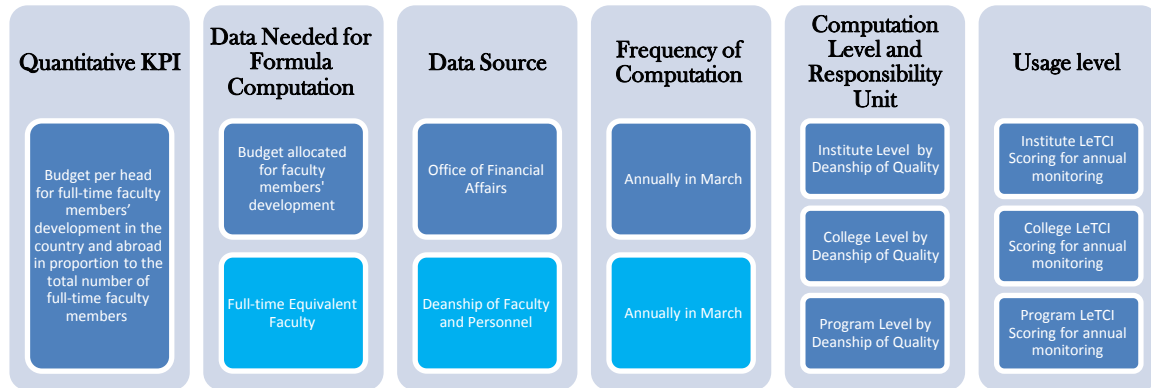 Quantitative KPI
Budget per head
for full-time faculty
members’
development in the
country and abroad
in proportion to the
total number of
full-time faculty
members
Data Needed for
Formula
Computation
Budget allocated
for faculty
members'
development
Full-time Equivalent
Faculty
Data Source
Office of Financial
Affairs
Deanship of Faculty
and Personnel
Frequency of
Computation
Annually in March
Annually in March
Computation
Level and
Responsibility
Unit
Institute Level by
Deanship of Quality
College Level by
Deanship of Quality
Program Level by
Deanship of Quality
Usage level
Institute LeTCI
Scoring for annual
monitoring
College LeTCI
Scoring for annual
monitoring
Program LeTCI
Scoring for annual
monitoring